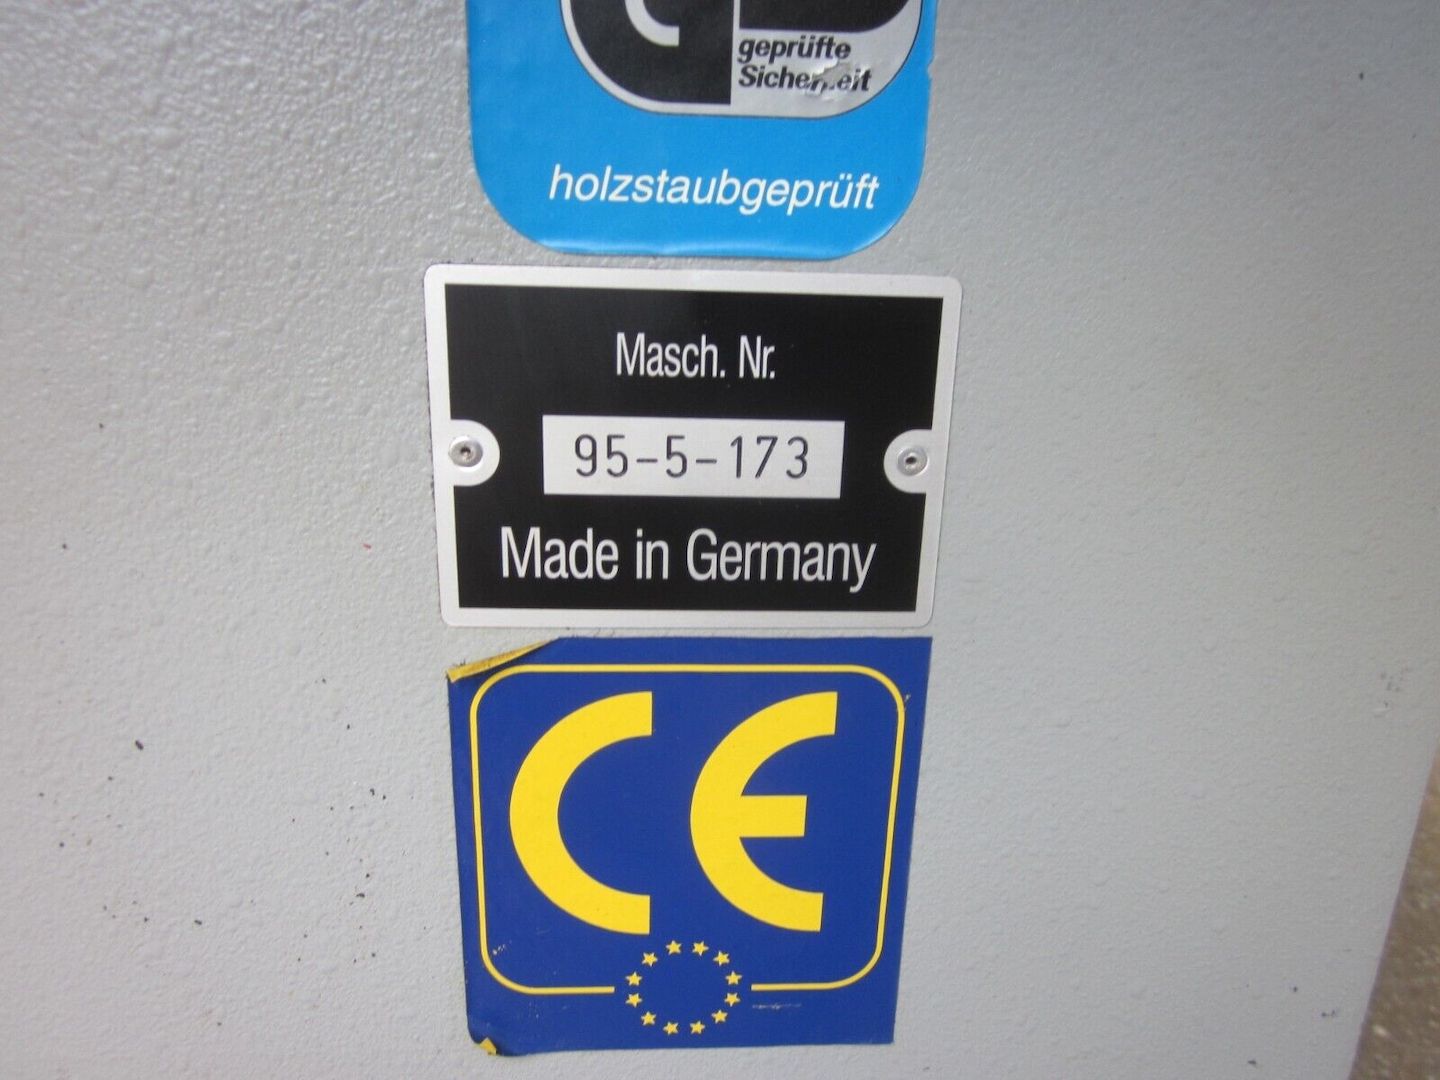 geprüfte
Sicherheit
holzstaubgeprüft
Masch. Nr.
95-5-173
Made in Germany
CE